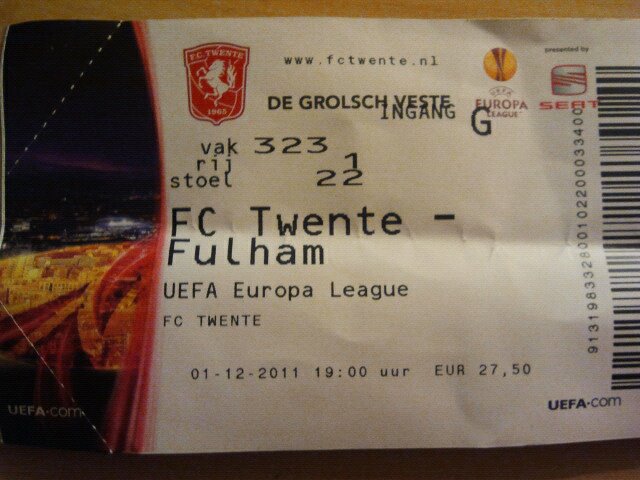 FC TWENTE
1965
www.fctwente.nl
presented by
DE GROLSCH VESTE
INGANG G
UEFA
EUROPA
LEAGUE
SEAT
vak 323
rij 1
stoel 22
FC Twente -
Fulham
UEFA Europa League
FC TWENTE
01-12-2011 19:00 uur EUR 27,50
UEFA.com
UEFA.com
9131983328001022000033400